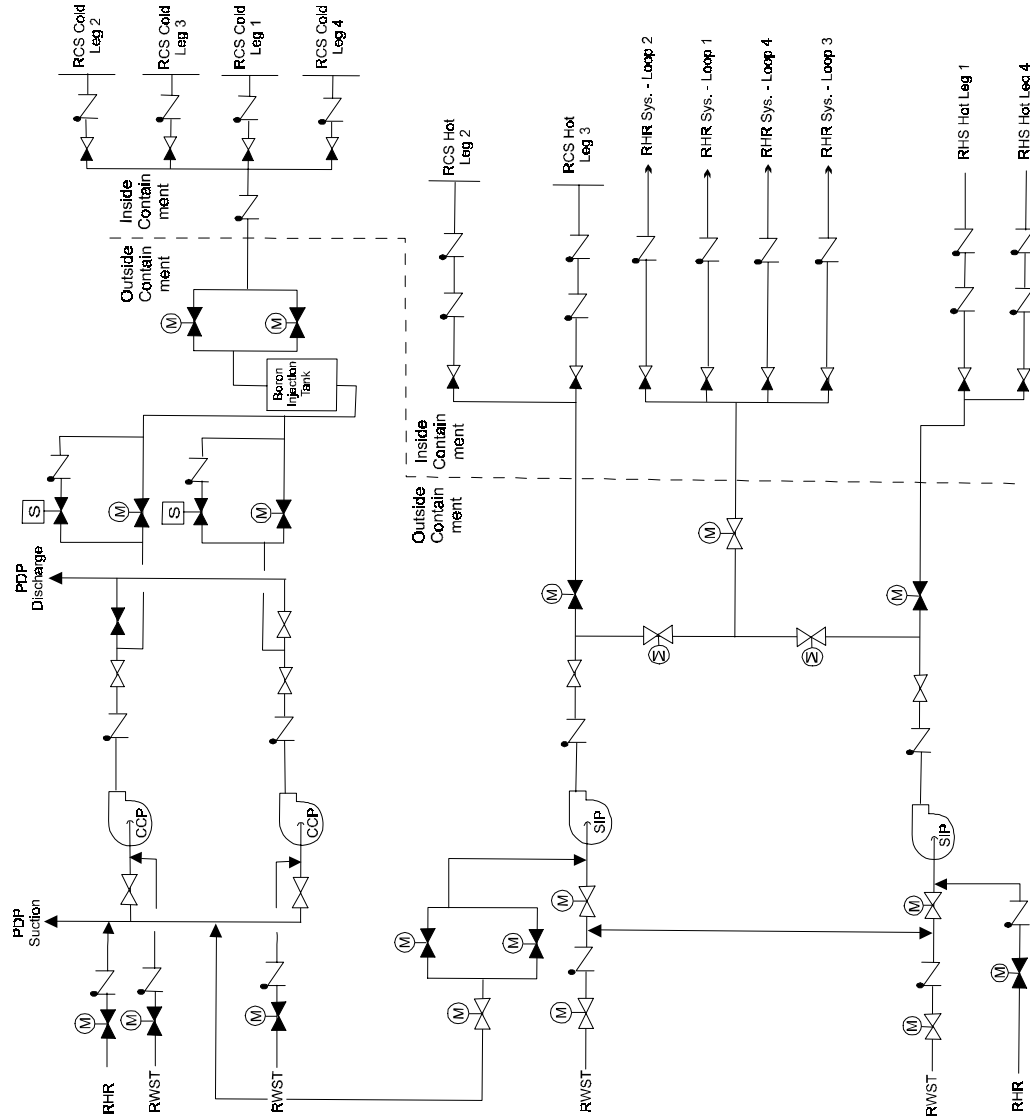 RCS Cold
Leg 2
RCS Cold
Leg 3
RCS Cold
Leg 1
RCS Cold
Leg 4
Inside
Contain
ment
Outside
Contain
ment
M
M
Boron
Injection
Tank
S
M
S
M
PDP
Discharge
CCP
CCP
PDP
Suction
M
M
M
RHR
RWST
RWST
RCS Hot
Leg 2
RCS Hot
Leg 3
RHR Sys. - Loop 2
RHR Sys. - Loop 1
RHR Sys. - Loop 4
RHR Sys. - Loop 3
RHS Hot Leg 1
RHS Hot Leg 4
Inside
Contain
ment
Outside
Contain
ment
M
M
M
M
M
SIP
SIP
M
M
M
M
M
M
M
M
RWST
RWST
RHR